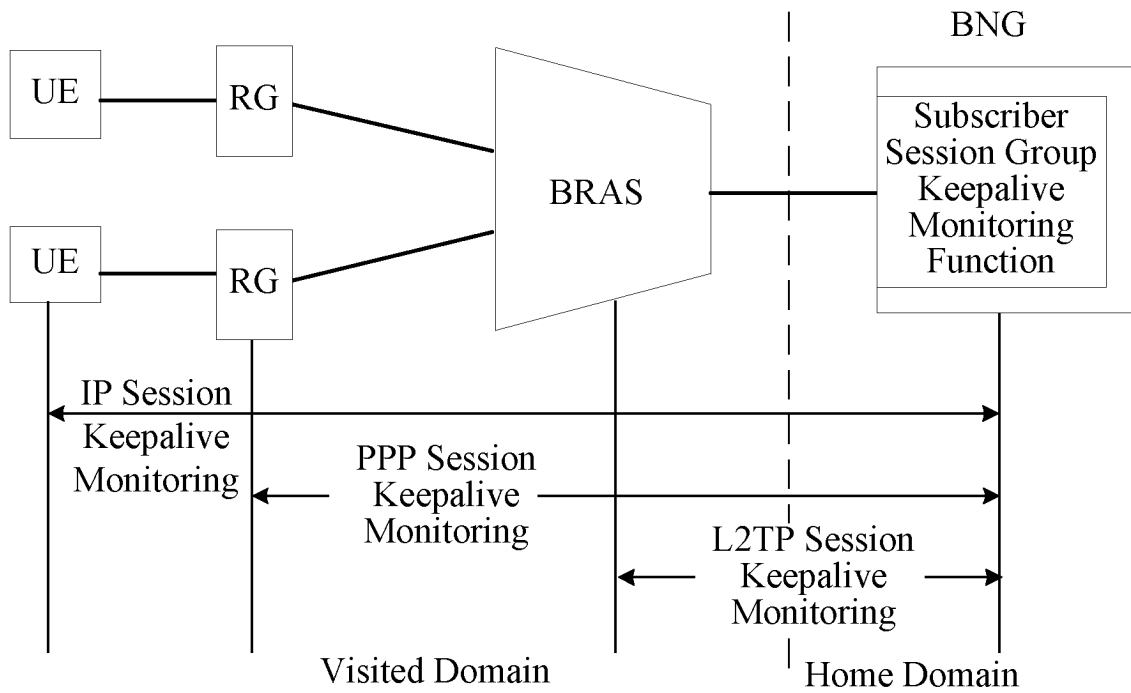 BNG
UE
RG
BRAS
Subscriber
Session Group
Keepalive
Monitoring
Function
UE
RG
IP Session
Keepalive
Monitoring
PPP Session
Keepalive
Monitoring
L2TP Session
Keepalive
Monitoring
Visited Domain
Home Domain